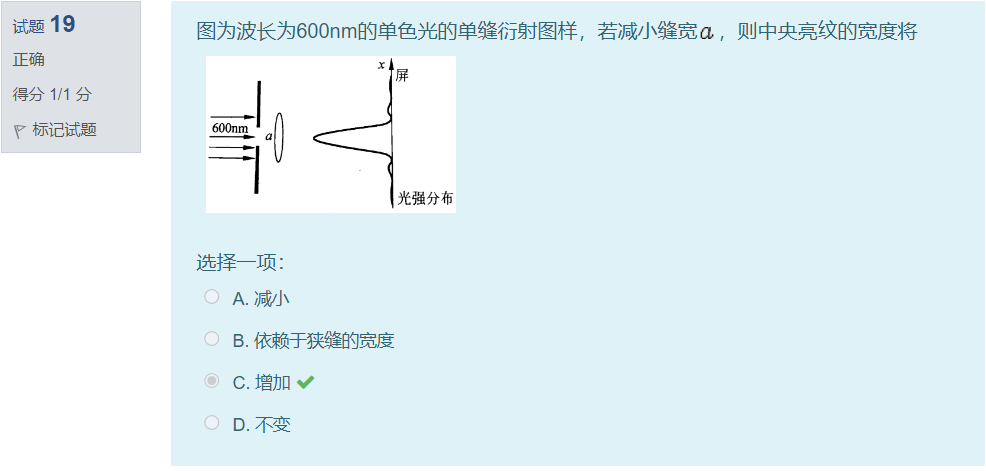 试题 19
正确
得分 1/1 分
标记试题
图为波长为600nm的单色光的单缝衍射图样，若减小缝宽a，则中央亮纹的宽度将
x
屏
600nm
a
光强分布
选择一项：
A. 减小
B. 依赖于狭缝的宽度
C. 增加
D. 不变